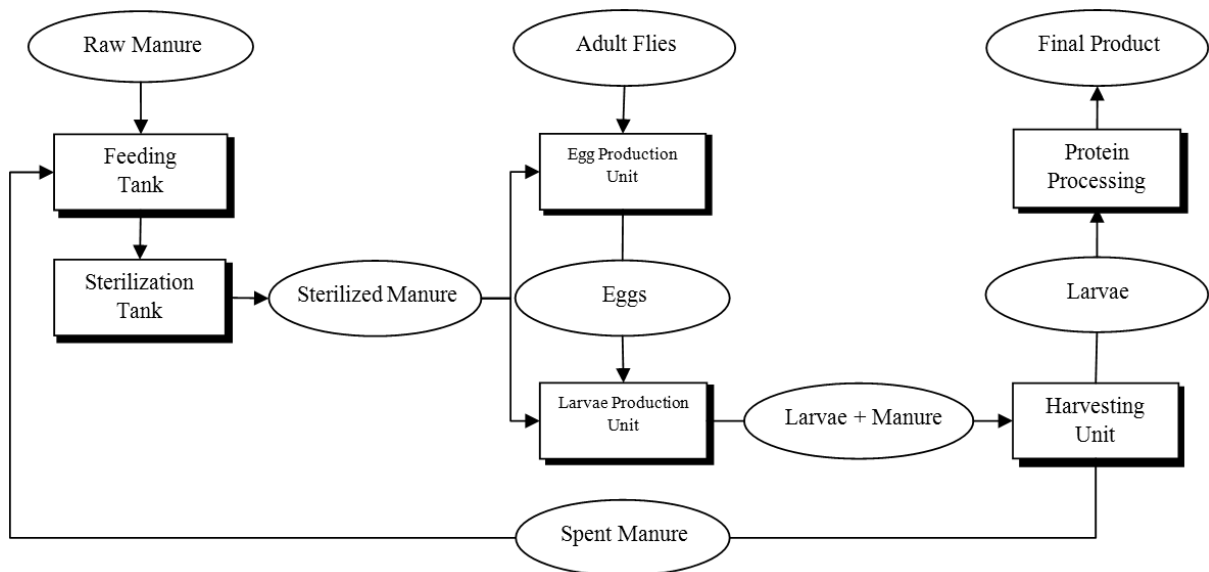 Raw Manure
Adult Flies
Final Product
Feeding
Tank
Egg Production
Unit
Protein
Processing
Sterilization
Tank
Sterilized Manure
Eggs
Larvae
Larvae Production
Unit
Larvae + Manure
Harvesting
Unit
Spent Manure